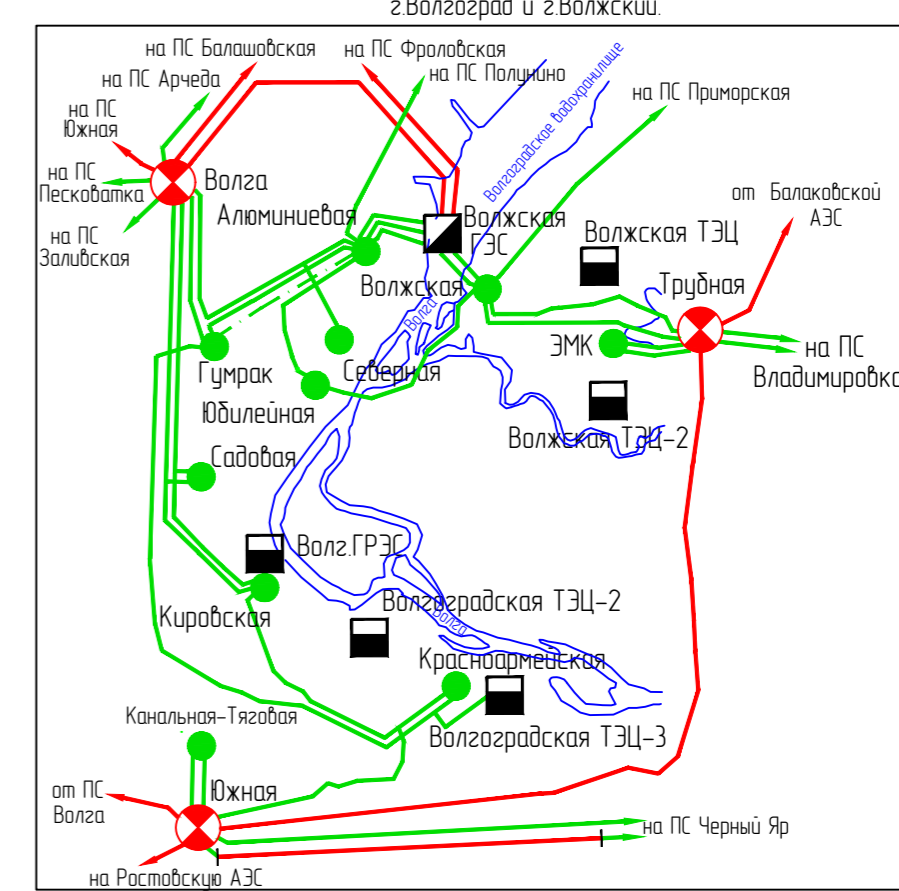 г.Волгоград и г.Волжский.
на ПС Балашовская
на ПС Фроловская
на ПС Арчеда
на ПС Полунино
на ПС
Южная
на ПС Приморская
Волгоградское водохранилище
на ПС
Песковатка
Волга
Алюминиевая
Волжская
ГЭС
от Балаковской
АЭС
на ПС
Заливская
Волжская ТЭЦ
Волжская
Трубная
Волга
ЭМК
на ПС
Владимировка
Гумрак
Северная
Юбилейная
Волжская ТЭЦ-2
Садовая
Волг.ГРЭС
Кировская
Волгоградская ТЭЦ-2
Волга
Красноармейская
Канальная-Тяговая
Волгоградская ТЭЦ-3
от ПС
Волга
Южная
на ПС Черный Яр
на Ростовскую АЭС